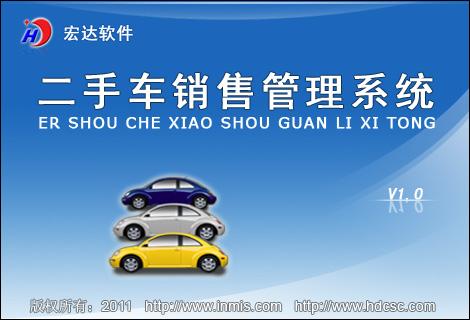 宏达软件
二手车销售管理系统
ER SHOU CHE XIAO SHOU GUAN LI XI TONG
V1.0
版权所有：2011 http://www.inmis.com http://www.hdesc.com